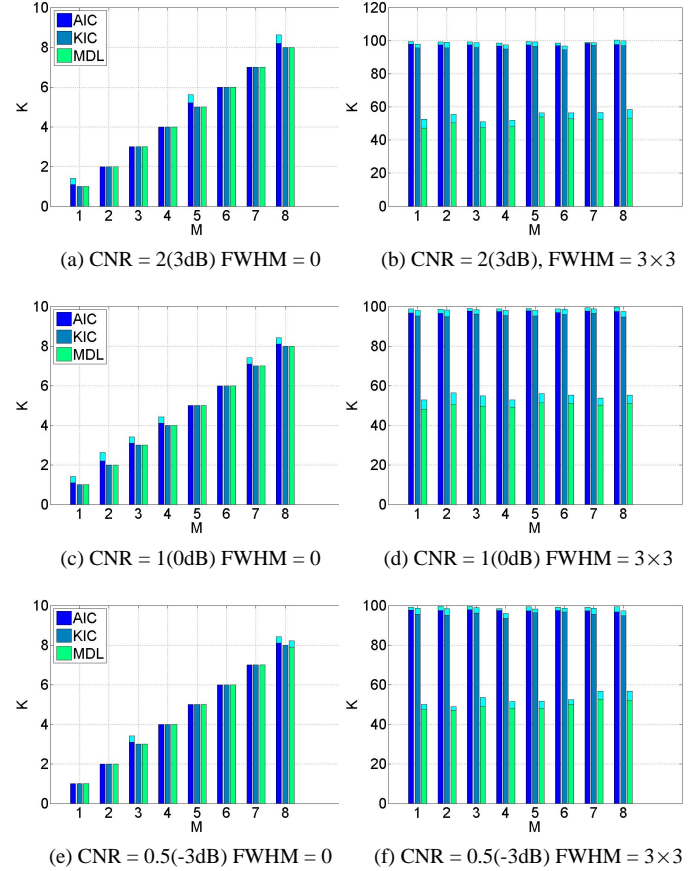 10
8
6
4
2
0
K
AIC
KIC
MDL
1 2 3 4 5 6 7 8
M
(a) CNR = 2(3dB) FWHM = 0
120
100
80
60
40
20
0
K
1 2 3 4 5 6 7 8
M
(b) CNR = 2(3dB), FWHM = 3×3
10
8
6
4
2
0
K
AIC
KIC
MDL
1 2 3 4 5 6 7 8
M
(c) CNR = 1(0dB) FWHM = 0
100
80
60
40
20
0
K
1 2 3 4 5 6 7 8
M
(d) CNR = 1(0dB) FWHM = 3×3
10
8
6
4
2
0
K
AIC
KIC
MDL
1 2 3 4 5 6 7 8
M
(e) CNR = 0.5(-3dB) FWHM = 0
100
80
60
40
20
0
K
1 2 3 4 5 6 7 8
M
(f) CNR = 0.5(-3dB) FWHM = 3×3